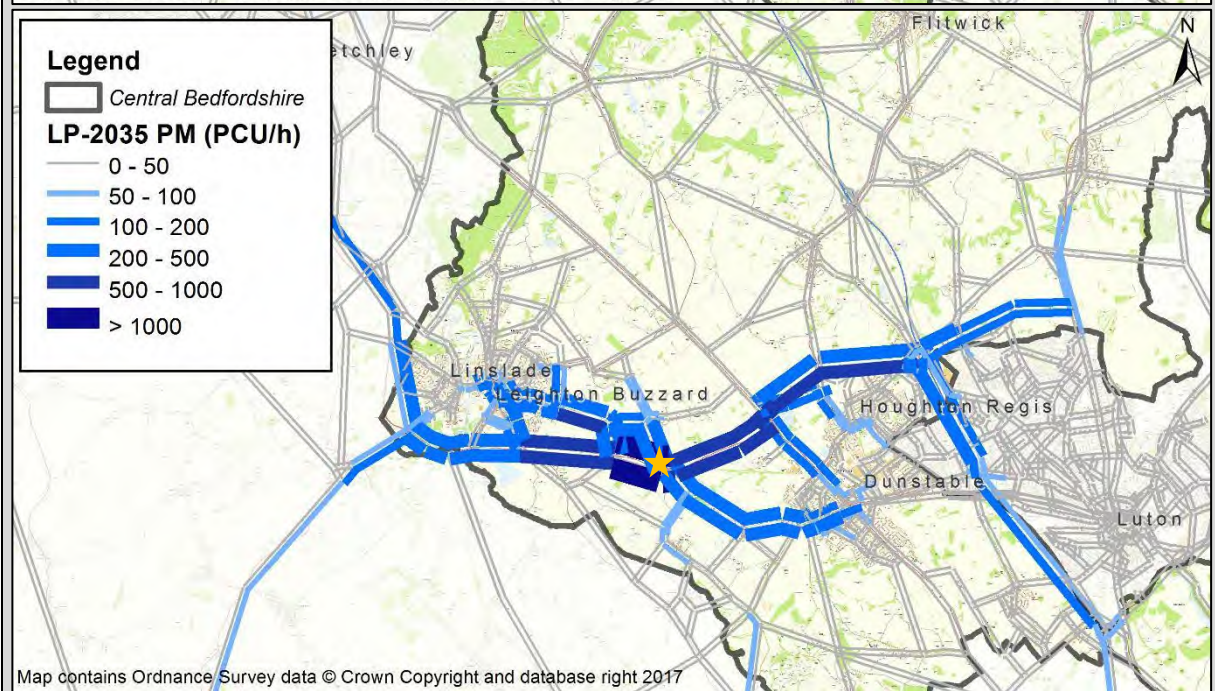 Flitwick
etchley
N
Legend
Central Bedfordshire
LP-2035 PM (PCU/h)
0 - 50
50 - 100
100 - 200
200 - 500
500 - 1000
> 1000
Linslade
Leighton Buzzard
Houghton Regis
Dunstable
Luton
Map contains Ordnance Survey data © Crown Copyright and database right 2017